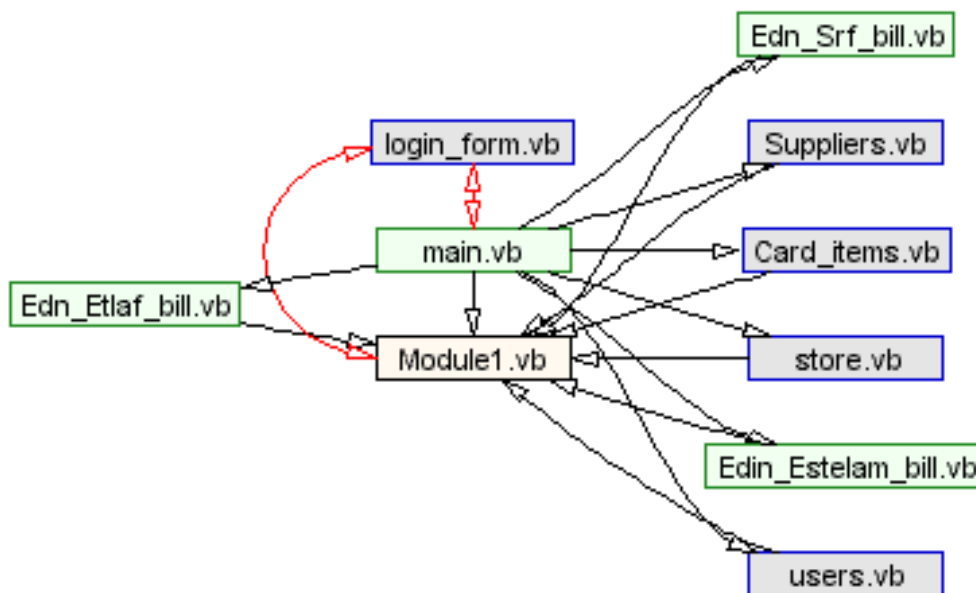 Edn_Srf_bill.vb
login_form.vb
Suppliers.vb
main.vb
Card_items.vb
Edn_Etlaf_bill.vb
Module1.vb
store.vb
Edin_Estelam_bill.vb
users.vb